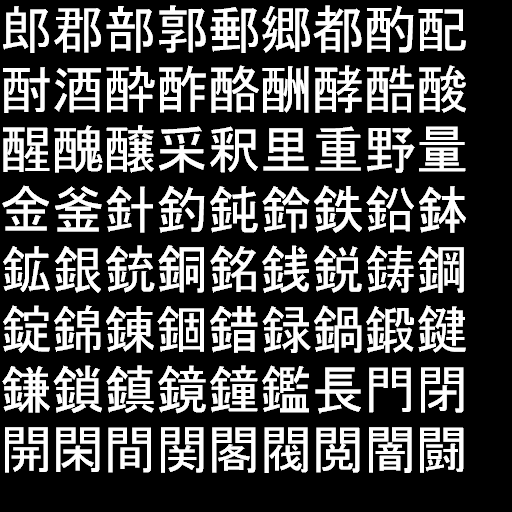 郎郡部郭郵郷都酌配
酎酒酔酢酪酬酵酷酸
醒醜醸采釈里重野量
金釜針釣鈍鈴鉄鉛鉢
鉱銀銃銅銘銭鋭鋳鋼
錠錦錬錮錯録鍋鍛鍵
鎌鎖鎮鏡鐘鑑長門閉
開閑間関閣閥閲闇闘